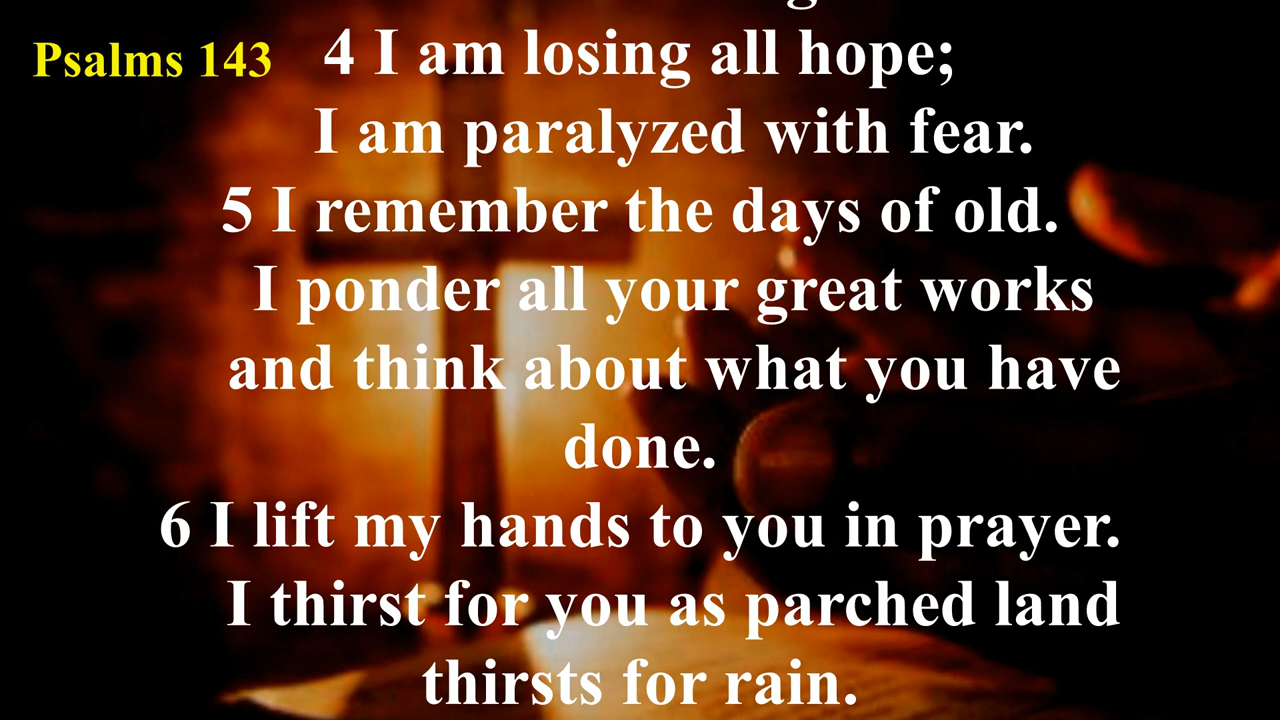 Psalms 143
4 I am losing all hope;
I am paralyzed with fear.
5 I remember the days of old.
I ponder all your great works
and think about what you have
done.
6 I lift my hands to you in prayer.
I thirst for you as parched land
thirsts for rain.